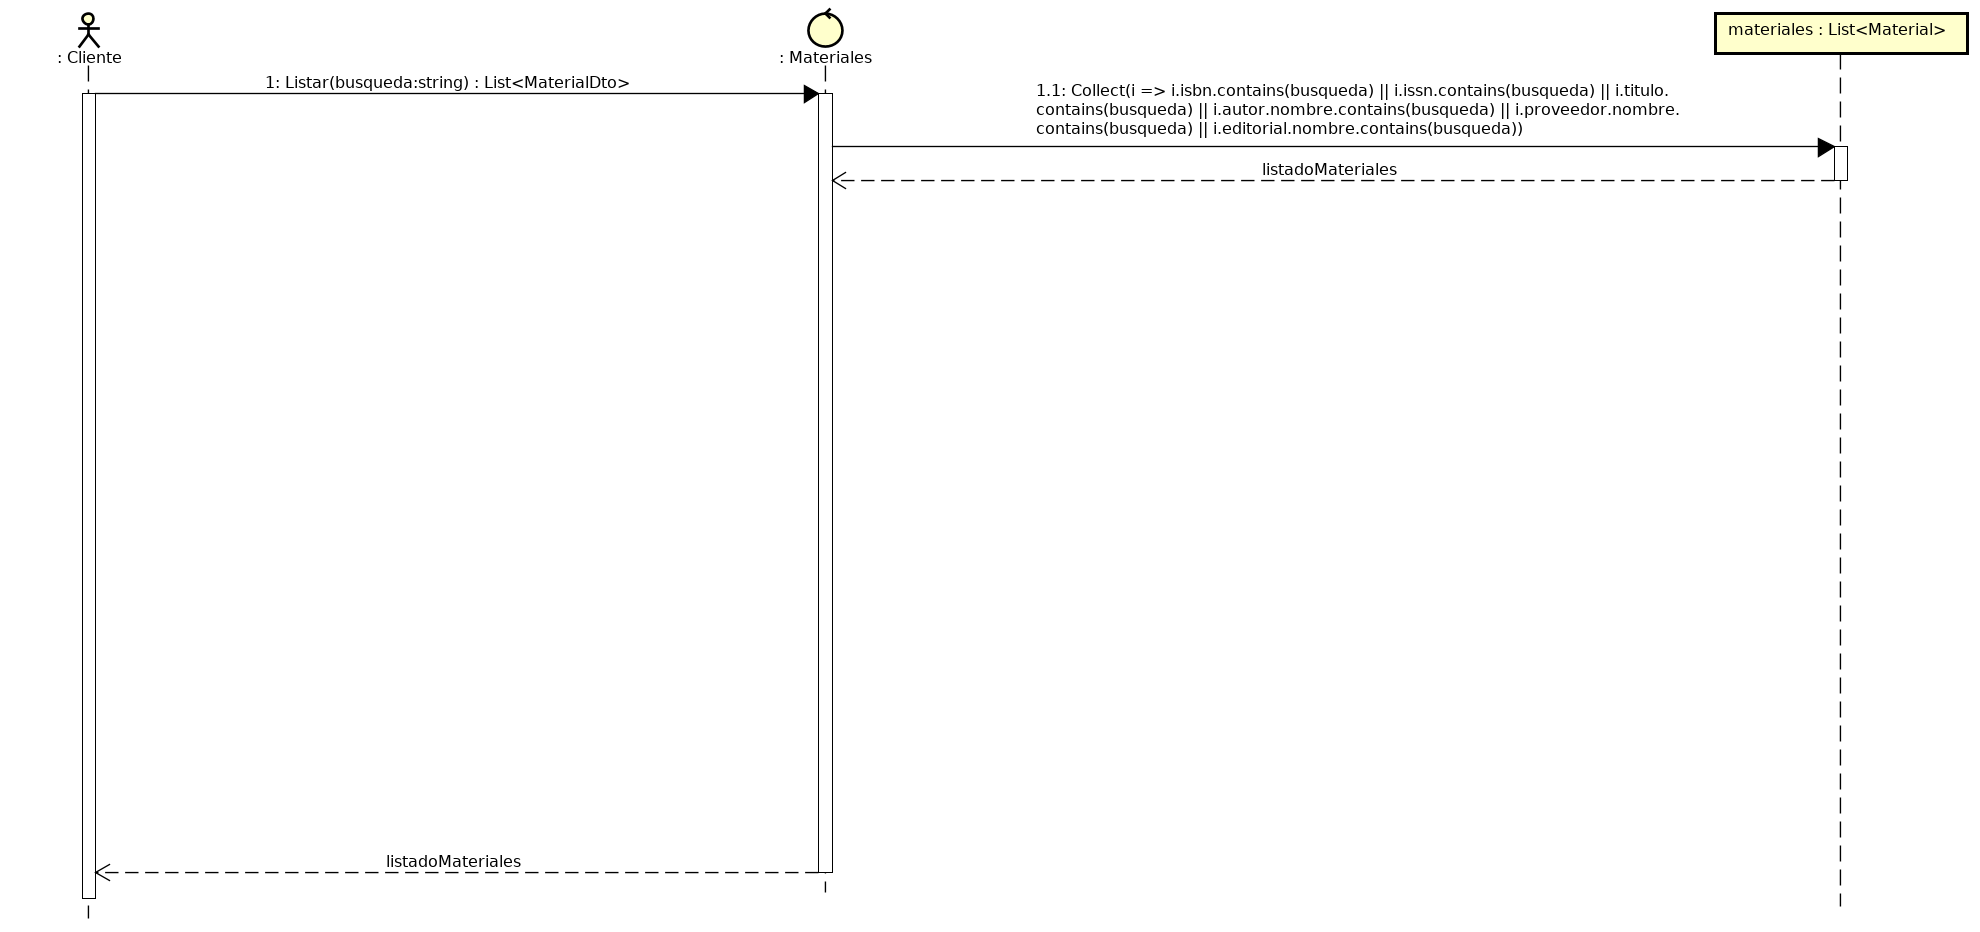 : Cliente
: Materiales
materiales : List<Material>
1: Listar(busqueda:string) : List<MaterialDto>
1.1: Collect(i => i.isbn.contains(busqueda) || i.issn.contains(busqueda) || i.titulo.
contains(busqueda) || i.autor.nombre.contains(busqueda) || i.proveedor.nombre.
contains(busqueda) || i.editorial.nombre.contains(busqueda))
listadoMateriales
listadoMateriales